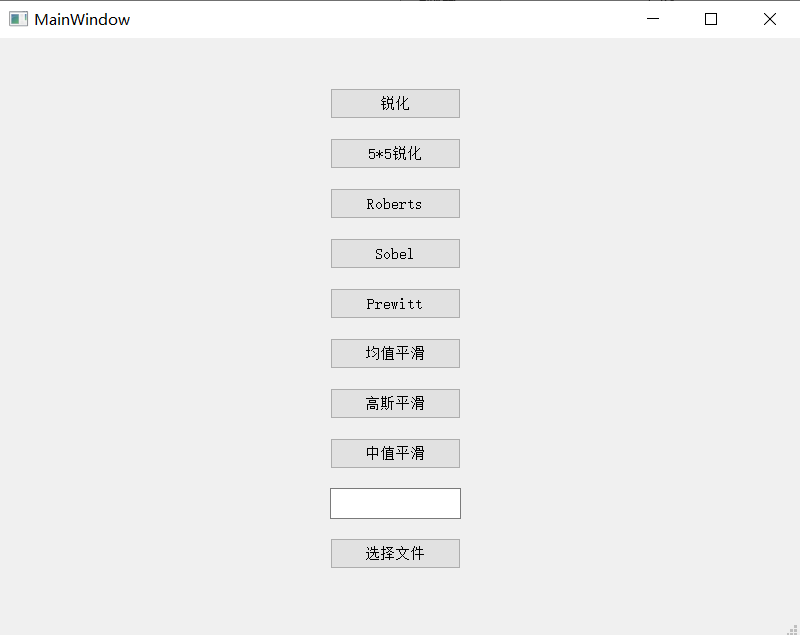 MainWindow
锐化
5*5锐化
Roberts
Sobel
Prewitt
均值平滑
高斯平滑
中值平滑
选择文件